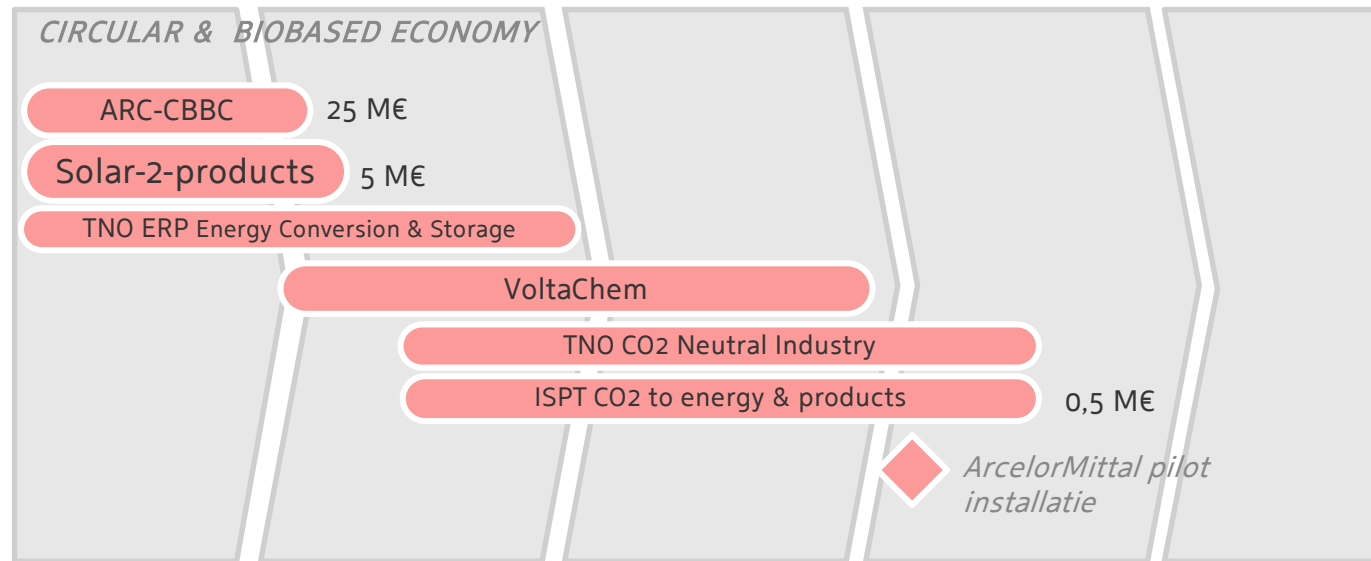 CIRCULAR & BIOBASED ECONOMY
ARC-CBBC
25 M€
Solar-2-products
5 M€
TNO ERP Energy Conversion & Storage
VoltaChem
TNO CO2 Neutral Industry
ISPT CO2 to energy & products
0,5 M€
ArcelorMittal pilot
installatie